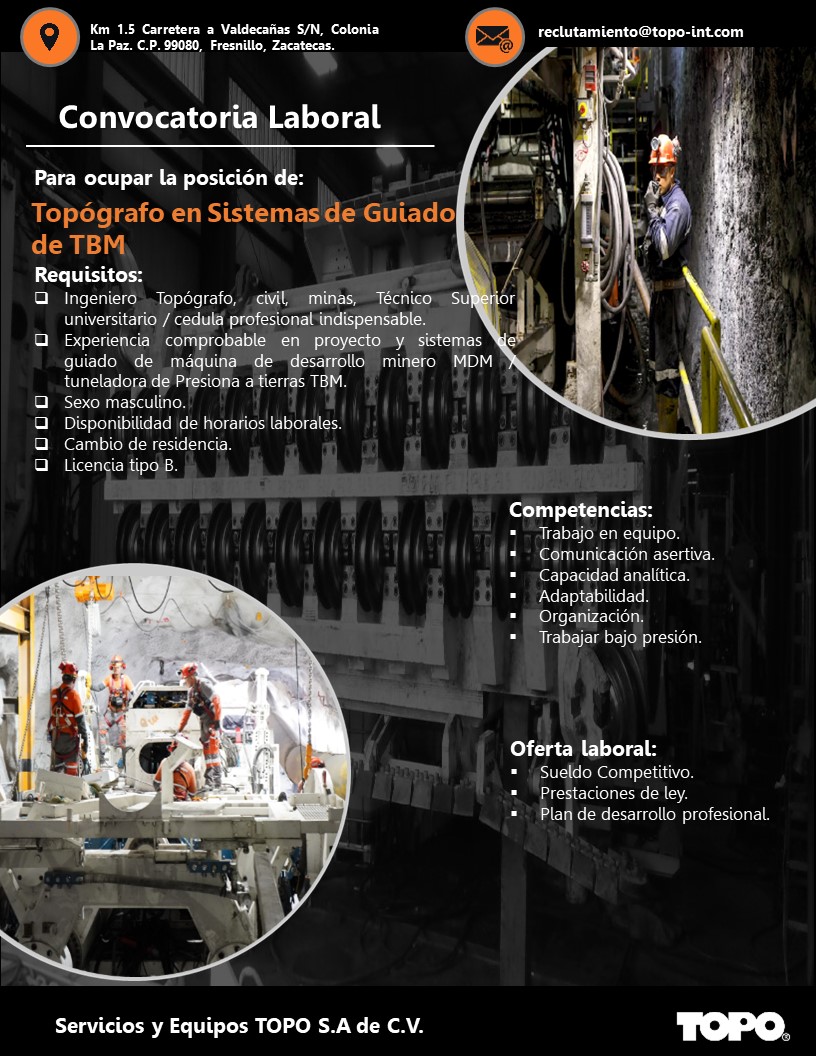 Km 1.5 Carretera a Valdecañas S/N, Colonia
La Paz. C.P. 99080, Fresnillo, Zacatecas.
reclutamiento@topo-int.com
Convocatoria Laboral
Para ocupar la posición de:
Topógrafo en Sistemas de Guiado
de TBM
Requisitos:
Ingeniero Topógrafo, civil, minas, Técnico Superior
universitario / cedula profesional indispensable.
Experiencia comprobable en proyecto y sistemas de
guiado de máquina de desarrollo minero MDM /
tuneladora de Presiona a tierras TBM.
Sexo masculino.
Disponibilidad de horarios laborales.
Cambio de residencia.
Licencia tipo B.
Competencias:
Trabajo en equipo.
Comunicación asertiva.
Capacidad analítica.
Adaptabilidad.
Organización.
Trabajar bajo presión.
Oferta laboral:
Sueldo Competitivo.
Prestaciones de ley.
Plan de desarrollo profesional.
Servicios y Equipos TOPO S.A de C.V.
TOPO®